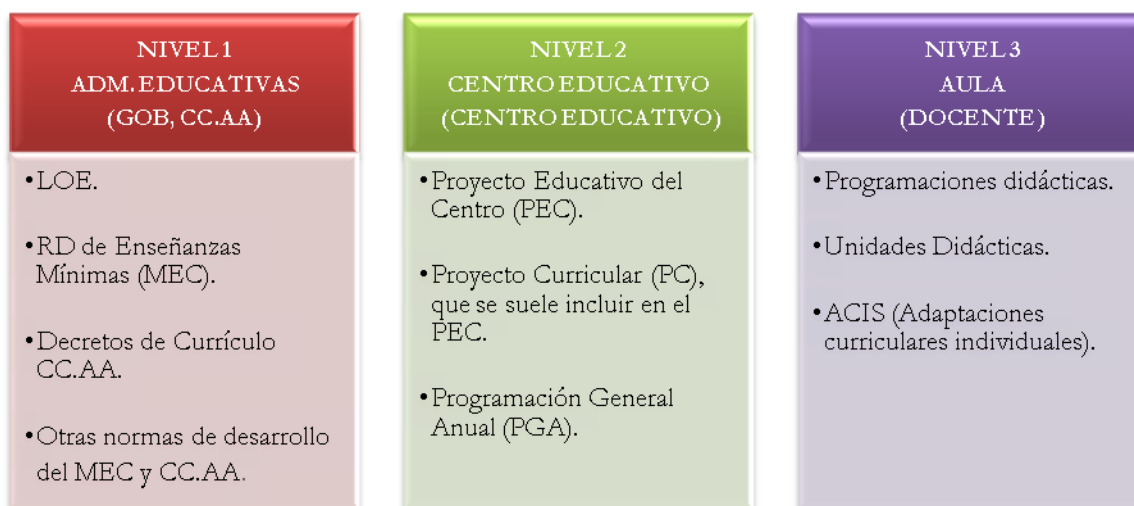 NIVEL 1
ADM. EDUCATIVAS
(GOB, CC.AA)
•LOE.
•RD de Enseñanzas
Mínimas (MEC).
•Decretos de Currículo
CC.AA.
•Otras normas de desarrollo
del MEC y CC.AA.
NIVEL 2
CENTRO EDUCATIVO
(CENTRO EDUCATIVO)
•Proyecto Educativo del
Centro (PEC).
•Proyecto Curricular (PC),
que se suele incluir en el
PEC.
•Programación General
Anual (PGA).
NIVEL 3
AULA
(DOCENTE)
•Programaciones didácticas.
•Unidades Didácticas.
•ACIS (Adaptaciones
curriculares individuales).